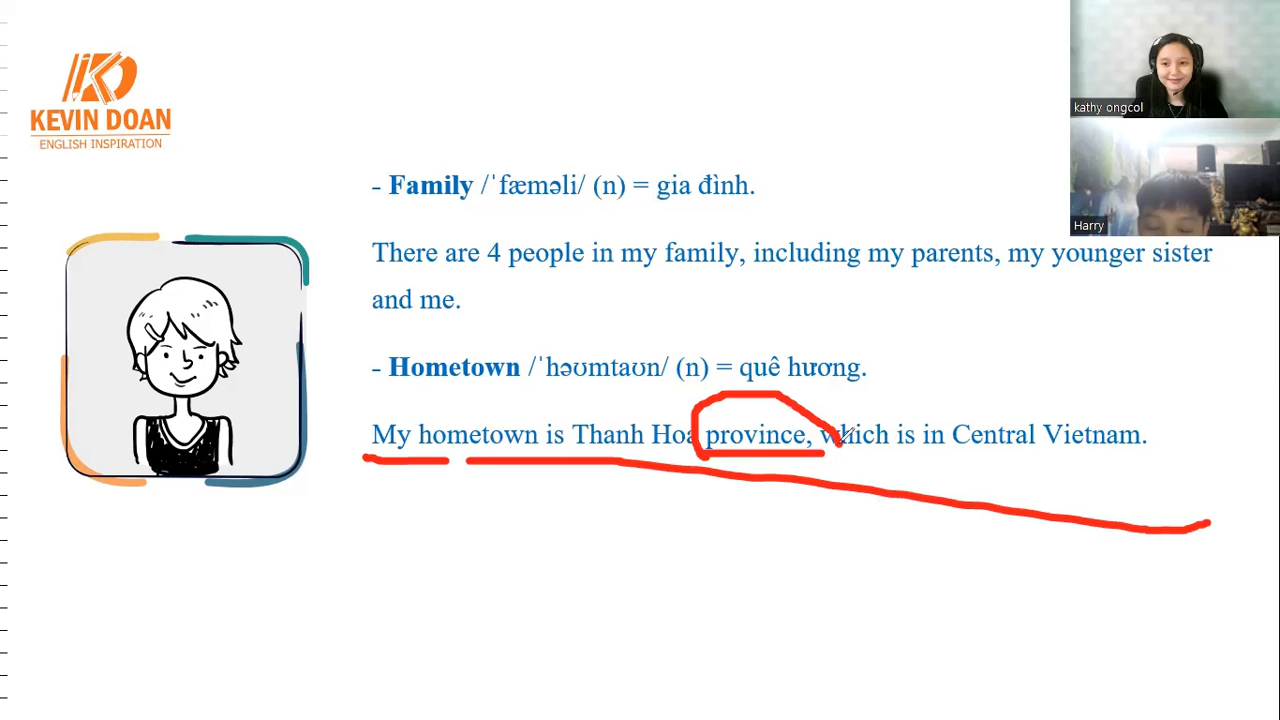 KEVIN DOAN
ENGLISH INSPIRATION
kathy ongcol
Harry
- Family /ˈfæməli/ (n) = gia đình.
There are 4 people in my family, including my parents, my younger sister
and me.
- Hometown /ˈhəʊmtaʊn/ (n) = quê hương.
My hometown is Thanh Hoa province, which is in Central Vietnam.